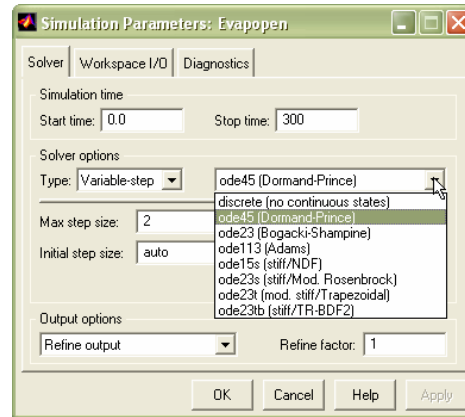 Simulation Parameters: Evapopen
Solver Workspace I/O Diagnostics
Simulation time
Start time: 0.0 Stop time: 300
Solver options
Type: Variable-step ode45 (Dormand-Prince)
discrete (no continuous states)
ode45 (Dormand-Prince)
Max step size: 2
ode23 (Bogacki-Shampine)
ode113 (Adams)
Initial step size: auto
ode15s (stiff/NDF)
ode23s (stiff/Mod. Rosenbrock)
ode23t (mod. stiff/Trapezoidal)
ode23tb (stiff/TR-BDF2)
Output options
Refine output Refine factor: 1
OK Cancel Help Apply